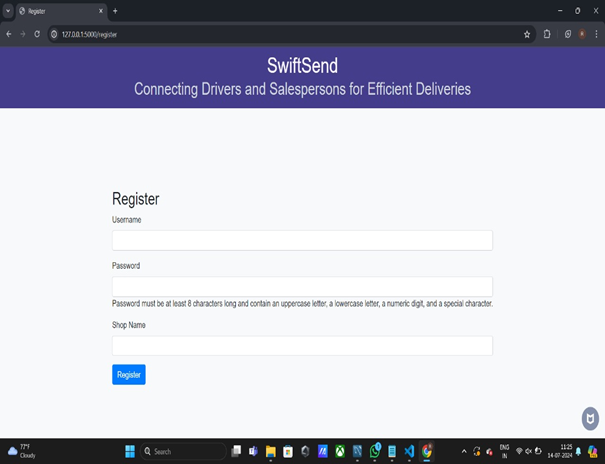 Register
127.0.0.1:5000/register
SwiftSend
Connecting Drivers and Salespersons for Efficient Deliveries
Register
Username
Password
Password must be at least 8 characters long and contain an uppercase letter, a lowercase letter, a numeric digit, and a special character.
Shop Name
Register
77°F
Cloudy
Search
ENG
IN
11:25
14-07-2024